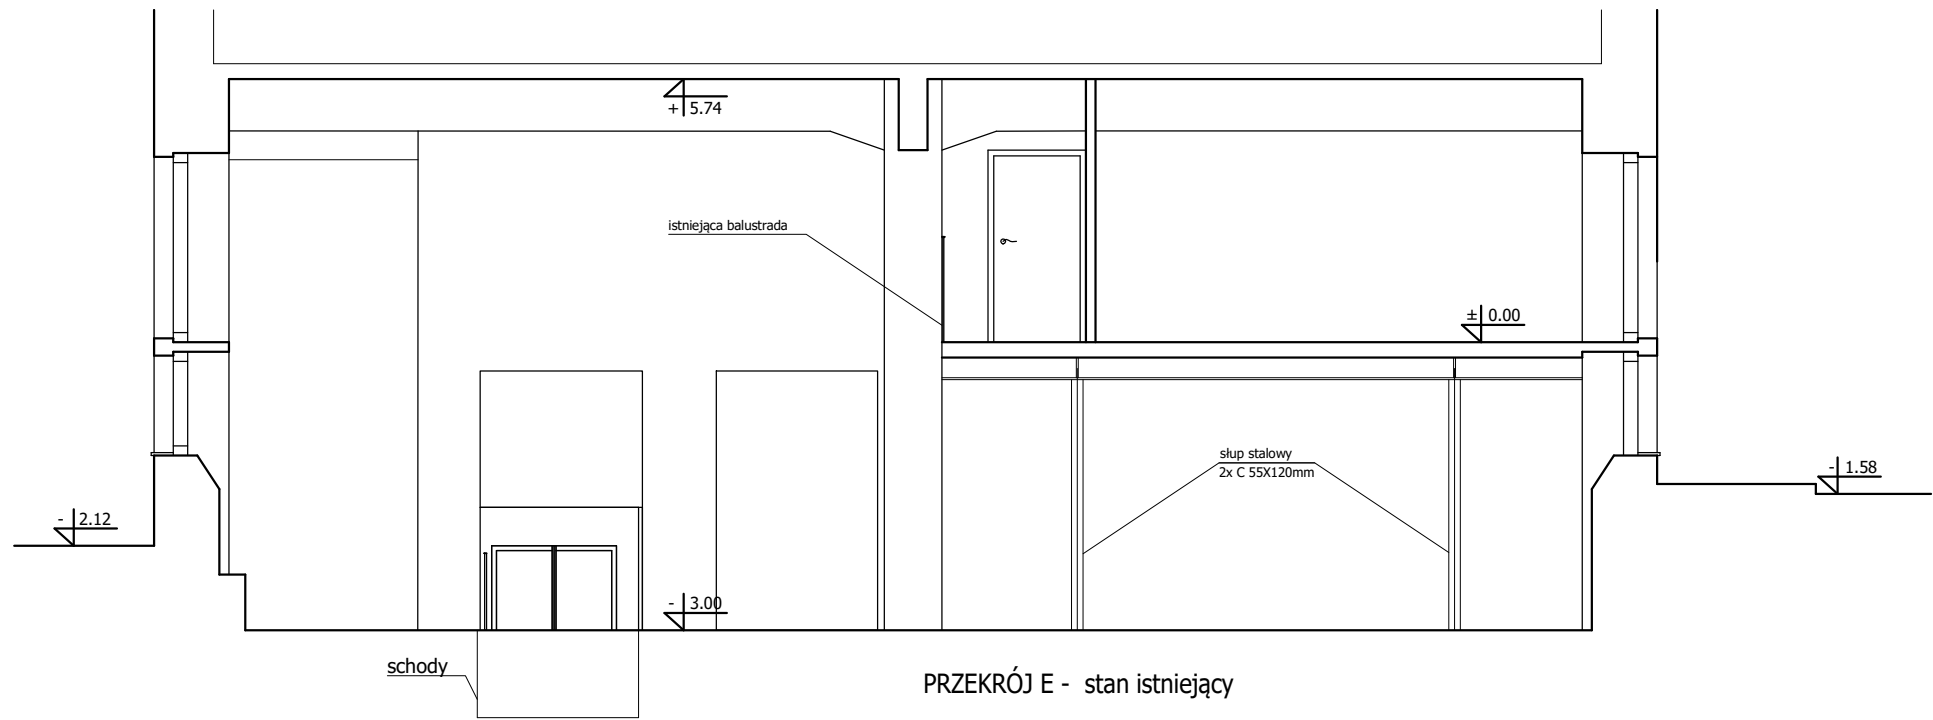 + 5.74
istniejąca balustrada
± 0.00
słup stalowy
2x C 55X120mm
- 1.58
- 2.12
- 3.00
schody
PRZEKRÓJ E - stan istniejący